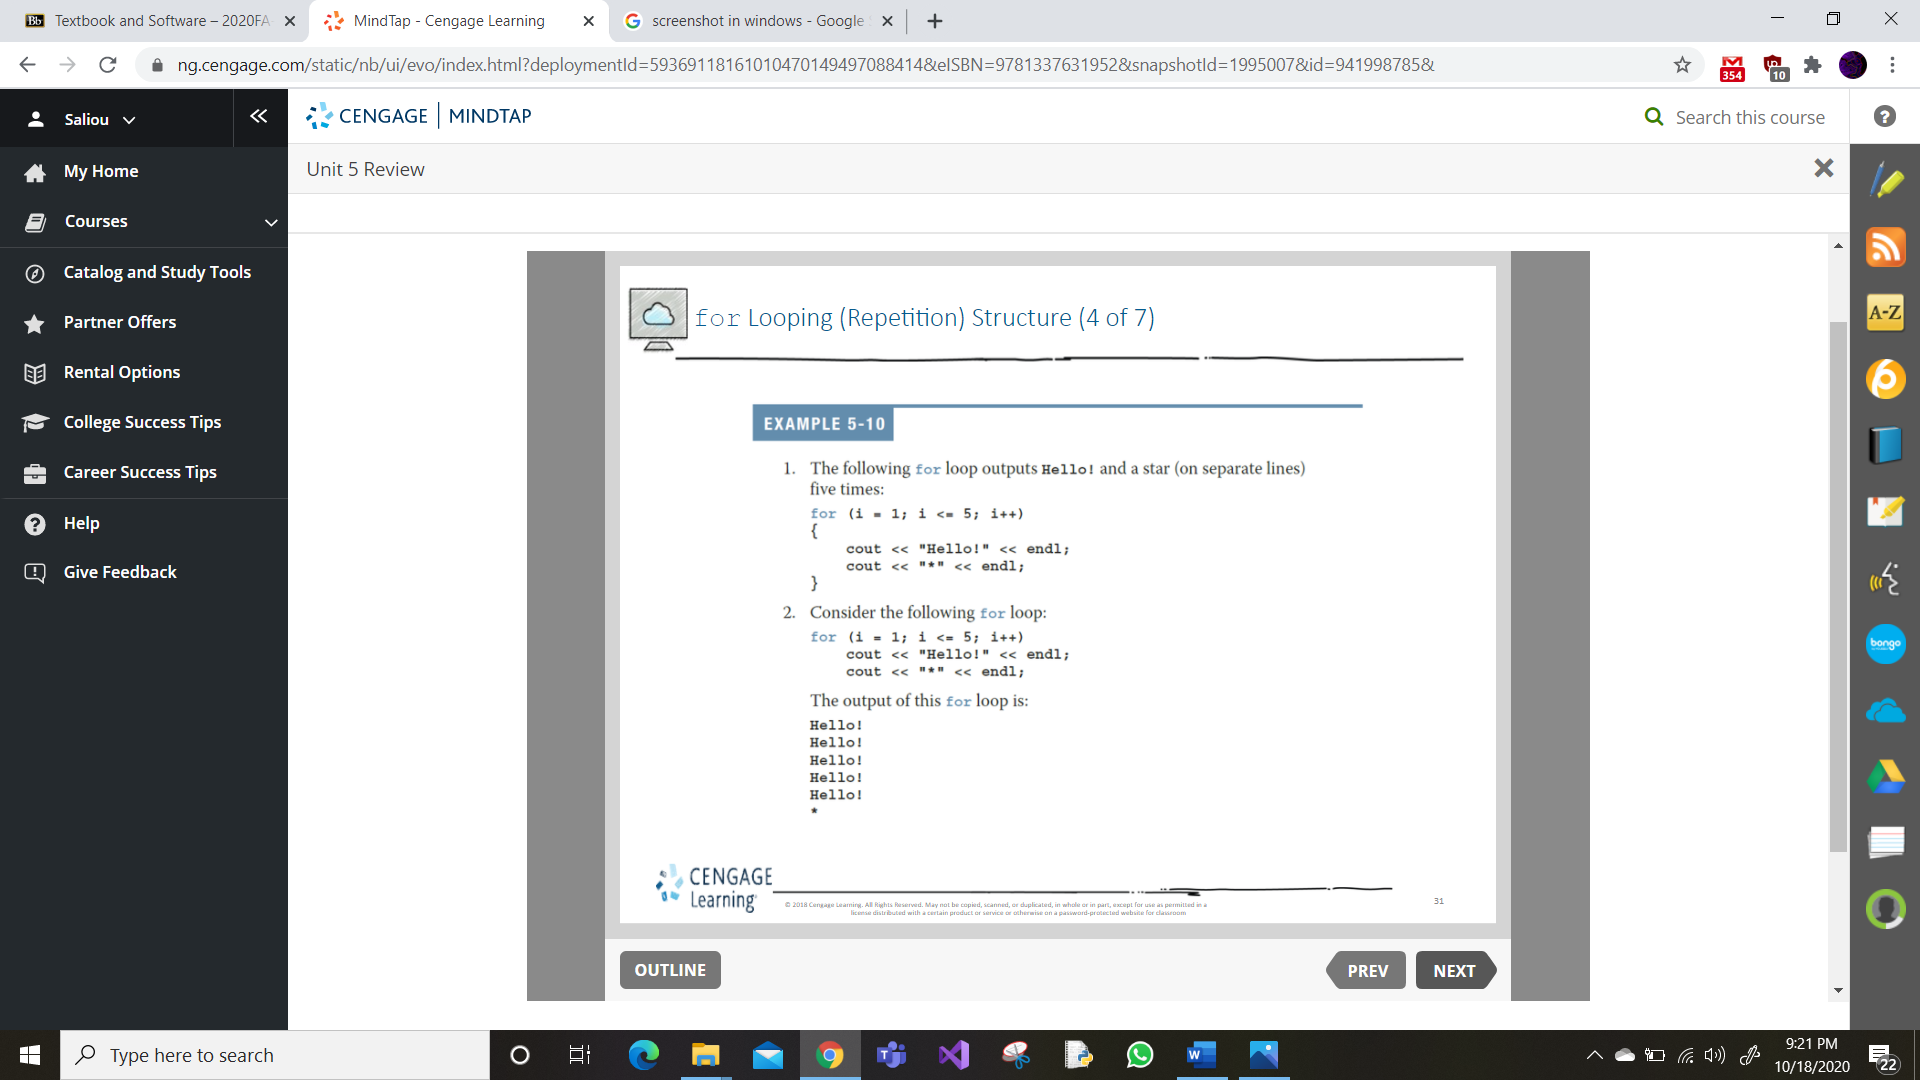 Textbook and Software – 2020FA
MindTap - Cengage Learning
screenshot in windows - Google
ng.cengage.com/static/nb/ui/evo/index.html?deploymentId=59369118161010470149497088414&eISBN=9781337631952&snapshotId=1995007&id=941998785&
354
10
Saliou
CENGAGE | MINDTAP
Search this course
Unit 5 Review
My Home
Courses
Catalog and Study Tools
Partner Offers
Rental Options
College Success Tips
Career Success Tips
Help
Give Feedback
for Looping (Repetition) Structure (4 of 7)
EXAMPLE 5-10
1. The following for loop outputs Hello! and a star (on separate lines)
five times:
for (i = 1; i <= 5; i++)
{
cout << "Hello!" << endl;
cout << "*" << endl;
}
2. Consider the following for loop:
for (i = 1; i <= 5; i++)
cout << "Hello!" << endl;
cout << "*" << endl;
The output of this for loop is:
Hello!
Hello!
Hello!
Hello!
Hello!
*
CENGAGE
Learning
© 2018 Cengage Learning. All Rights Reserved. May not be copied, scanned, or duplicated, in whole or in part, except for use as permitted in a
license distributed with a certain product or service or otherwise on a password-protected website for classroom
31
OUTLINE
PREV
NEXT
A-Z
bongo
Type here to search
9:21 PM
10/18/2020
22